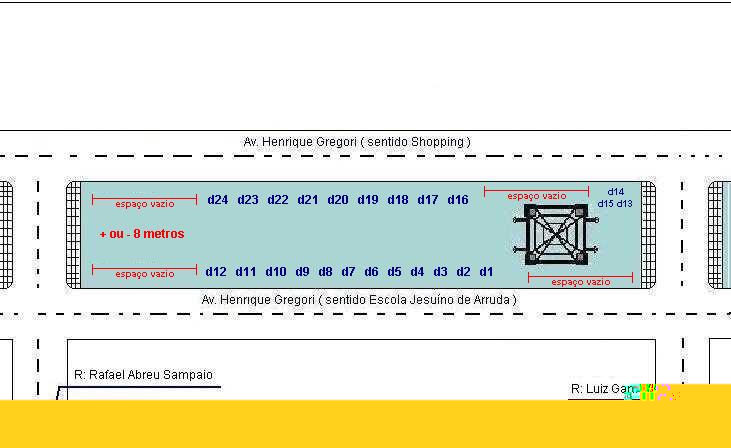 Av. Henrique Gregori ( sentido Shopping )
espaço vazio
d24 d23 d22 d21 d20 d19 d18 d17 d16
espaço vazio
d14
d15 d13
+ ou - 8 metros
espaço vazio
d12 d11 d10 d9 d8 d7 d6 d5 d4 d3 d2 d1
espaço vazio
Av. Henrique Gregori ( sentido Escola Jesuíno de Arruda )
R: Rafael Abreu Sampaio
R: Luiz